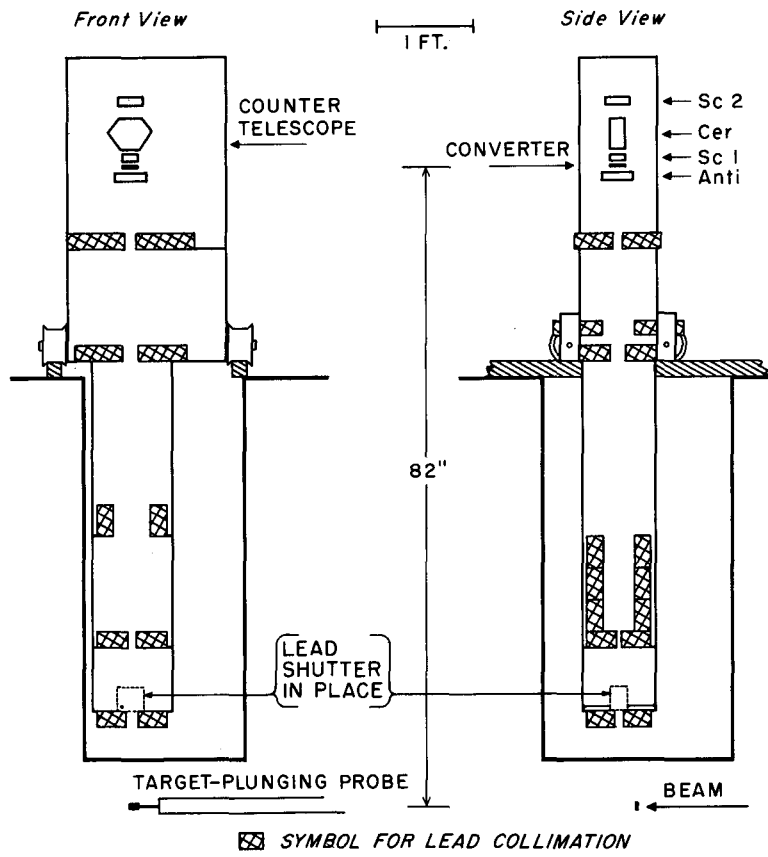 Front View
Side View
1 FT.
COUNTER
TELESCOPE
Sc 2
Cer
CONVERTER
Sc 1
Anti
82"
LEAD
SHUTTER
IN PLACE
TARGET-PLUNGING PROBE
BEAM
SYMBOL FOR LEAD COLLIMATION